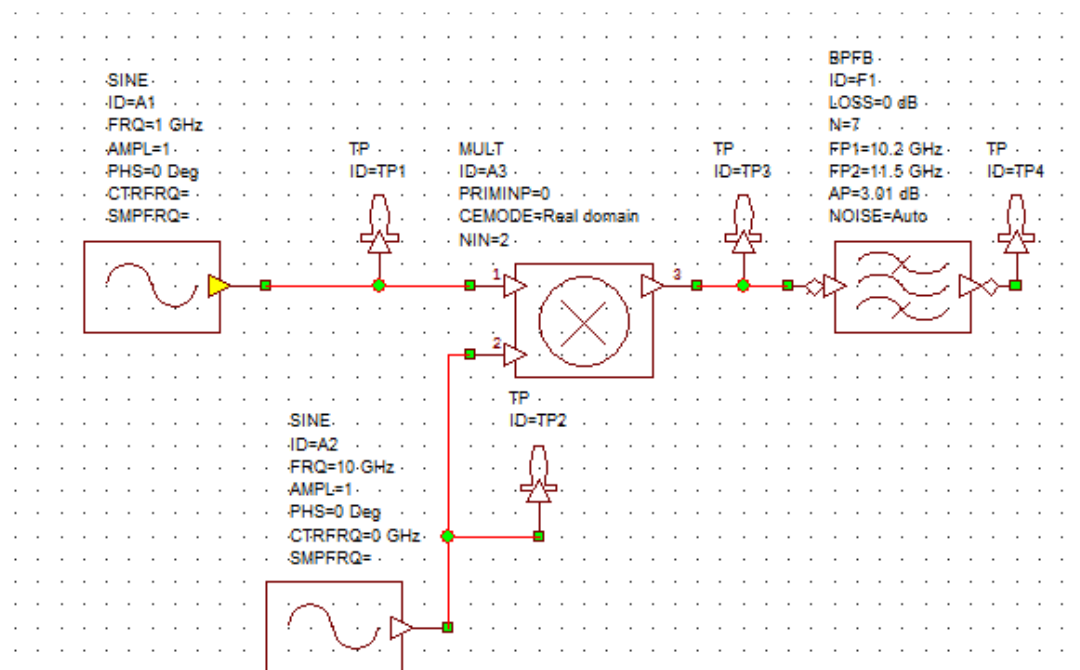 SINE
ID=A1
FRQ=1 GHz
AMPL=1
PHS=0 Deg
CTRFRQ=
SMPFRQ=
TP
ID=TP1
MULT
ID=A3
PRIMINP=0
CEMODE=Real domain
NIN=2
TP
ID=TP3
BPFB
ID=F1
LOSS=0 dB
N=7
FP1=10.2 GHz
FP2=11.5 GHz
AP=3.01 dB
NOISE=Auto
TP
ID=TP4
1
2
3
SINE
ID=A2
FRQ=10 GHz
AMPL=1
PHS=0 Deg
CTRFRQ=0 GHz
SMPFRQ=
TP
ID=TP2